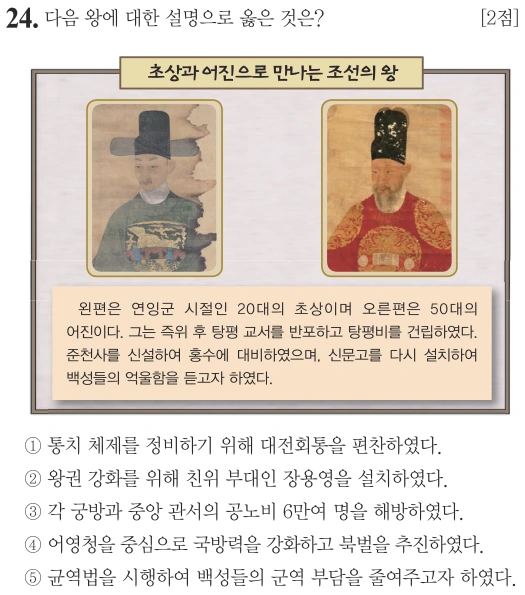 24. 다음 왕에 대한 설명으로 옳은 것은? [2점]
초상과 어진으로 만나는 조선의 왕
왼편은 연잉군 시절인 20대의 초상이며 오른편은 50대의
어진이다. 그는 즉위 후 탕평 교서를 반포하고 탕평비를 건립하였다.
준천사를 신설하여 홍수에 대비하였으며, 신문고를 다시 설치하여
백성들의 억울함을 듣고자 하였다.
① 통치 체제를 정비하기 위해 대전회통을 편찬하였다.
② 왕권 강화를 위해 친위 부대인 장용영을 설치하였다.
③ 각 궁방과 중앙 관서의 공노비 6만여 명을 해방하였다.
④ 어영청을 중심으로 국방력을 강화하고 북벌을 추진하였다.
⑤ 균역법을 시행하여 백성들의 군역 부담을 줄여주고자 하였다.